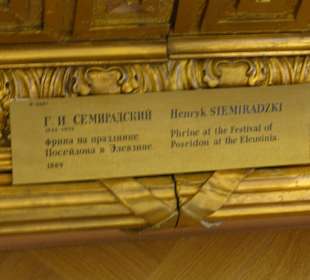 Г. И. СЕМИРАДСКИЙ
фрина на празднике
Посейдона в Элевзине.
1889
Henryk SIEMIRADZKI
Phrine at the Festival of
Poseidon at the Eleusinia.